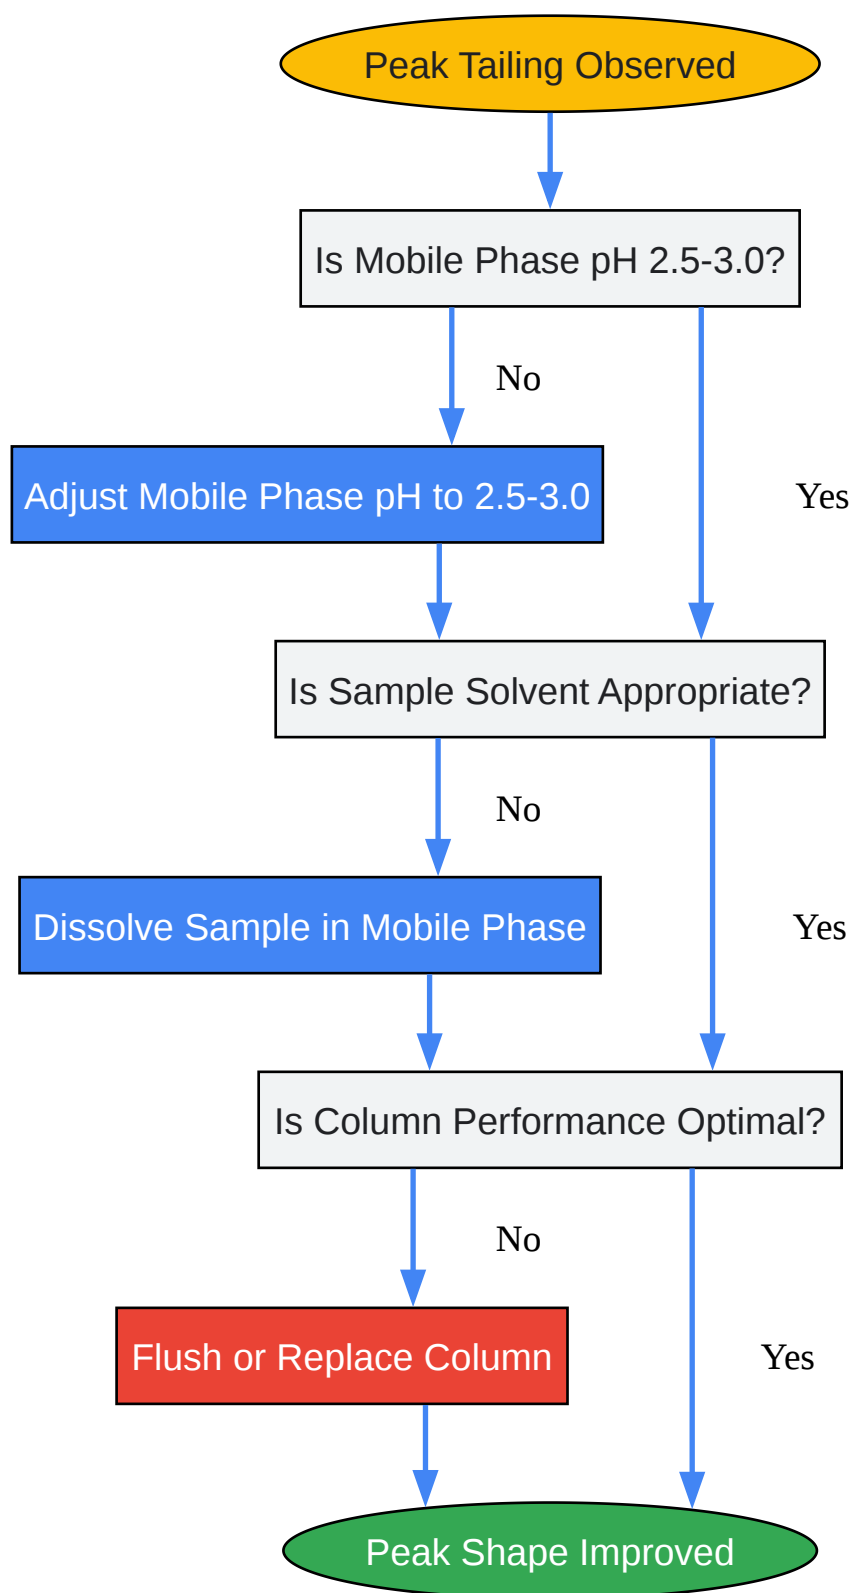 Peak Tailing Observed
Is Mobile Phase pH 2.5-3.0?
No
Adjust Mobile Phase pH to 2.5-3.0
Yes
Is Sample Solvent Appropriate?
No
Dissolve Sample in Mobile Phase
Yes
Is Column Performance Optimal?
No
Flush or Replace Column
Yes
Peak Shape Improved